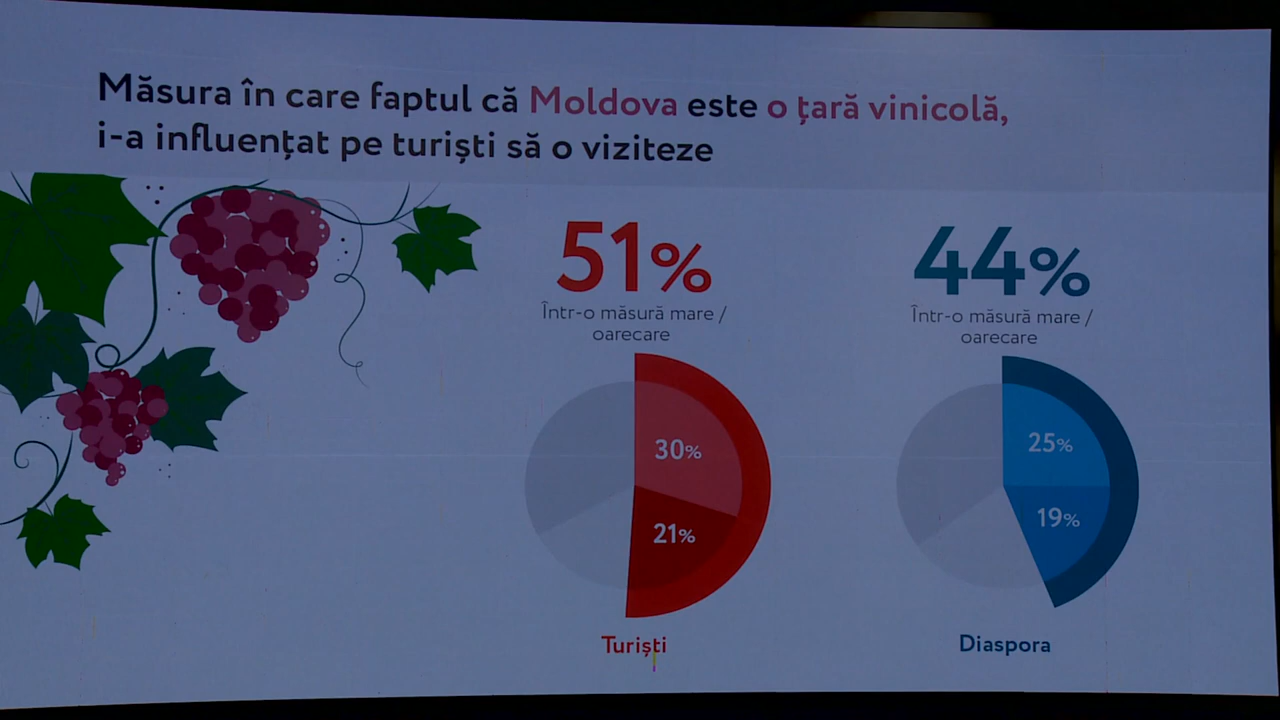 Măsura în care faptul că Moldova este o țară vinicolă,
i-a influențat pe turiști să o viziteze
51%
Într-o măsură mare /
oarecare
30%
21%
Turiști
44%
Într-o măsură mare /
oarecare
25%
19%
Diaspora